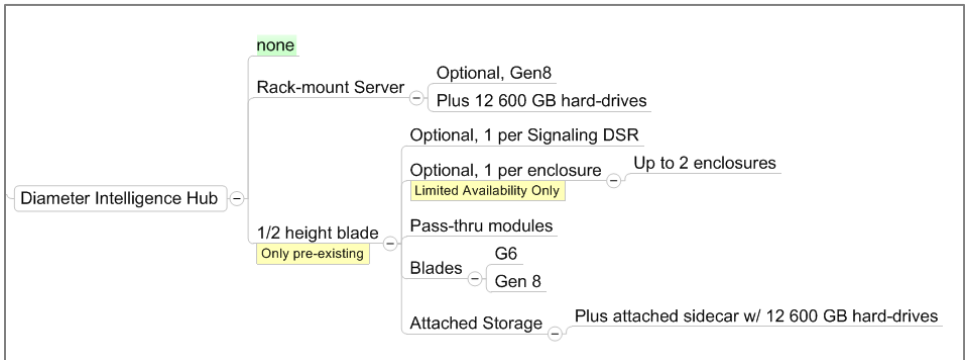 none
Rack-mount Server
Optional, Gen8
Plus 12 600 GB hard-drives
Diameter Intelligence Hub
1/2 height blade
Only pre-existing
Optional, 1 per Signaling DSR
Optional, 1 per enclosure
Limited Availability Only
Up to 2 enclosures
Pass-thru modules
Blades
G6
Gen 8
Attached Storage
Plus attached sidecar w/ 12 600 GB hard-drives